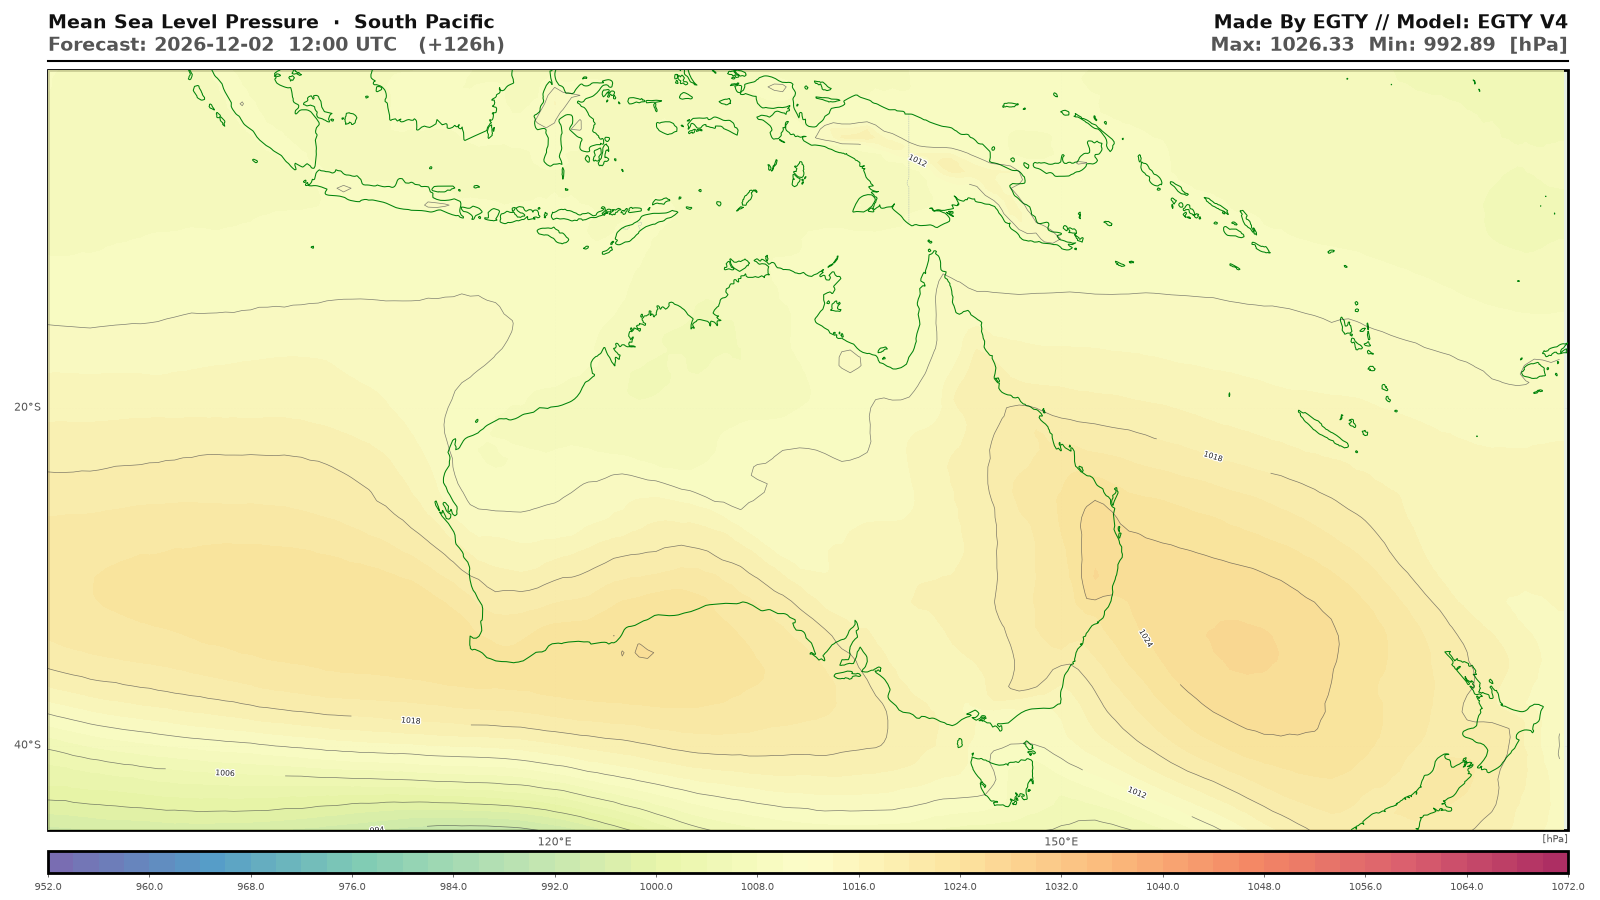 Mean Sea Level Pressure · South Pacific
Made By EGTY // Model: EGTY V4
Forecast: 2026-12-02 12:00 UTC (+126h)
Max: 1026.33 Min: 992.89 [hPa]
1012
20°S
1018
1024
1018
40°S
1006
1012
994
120°E
150°E
[hPa]
952.0 960.0 968.0 976.0 984.0 992.0 1000.0 1008.0 1016.0 1024.0 1032.0 1040.0 1048.0 1056.0 1064.0 1072.0